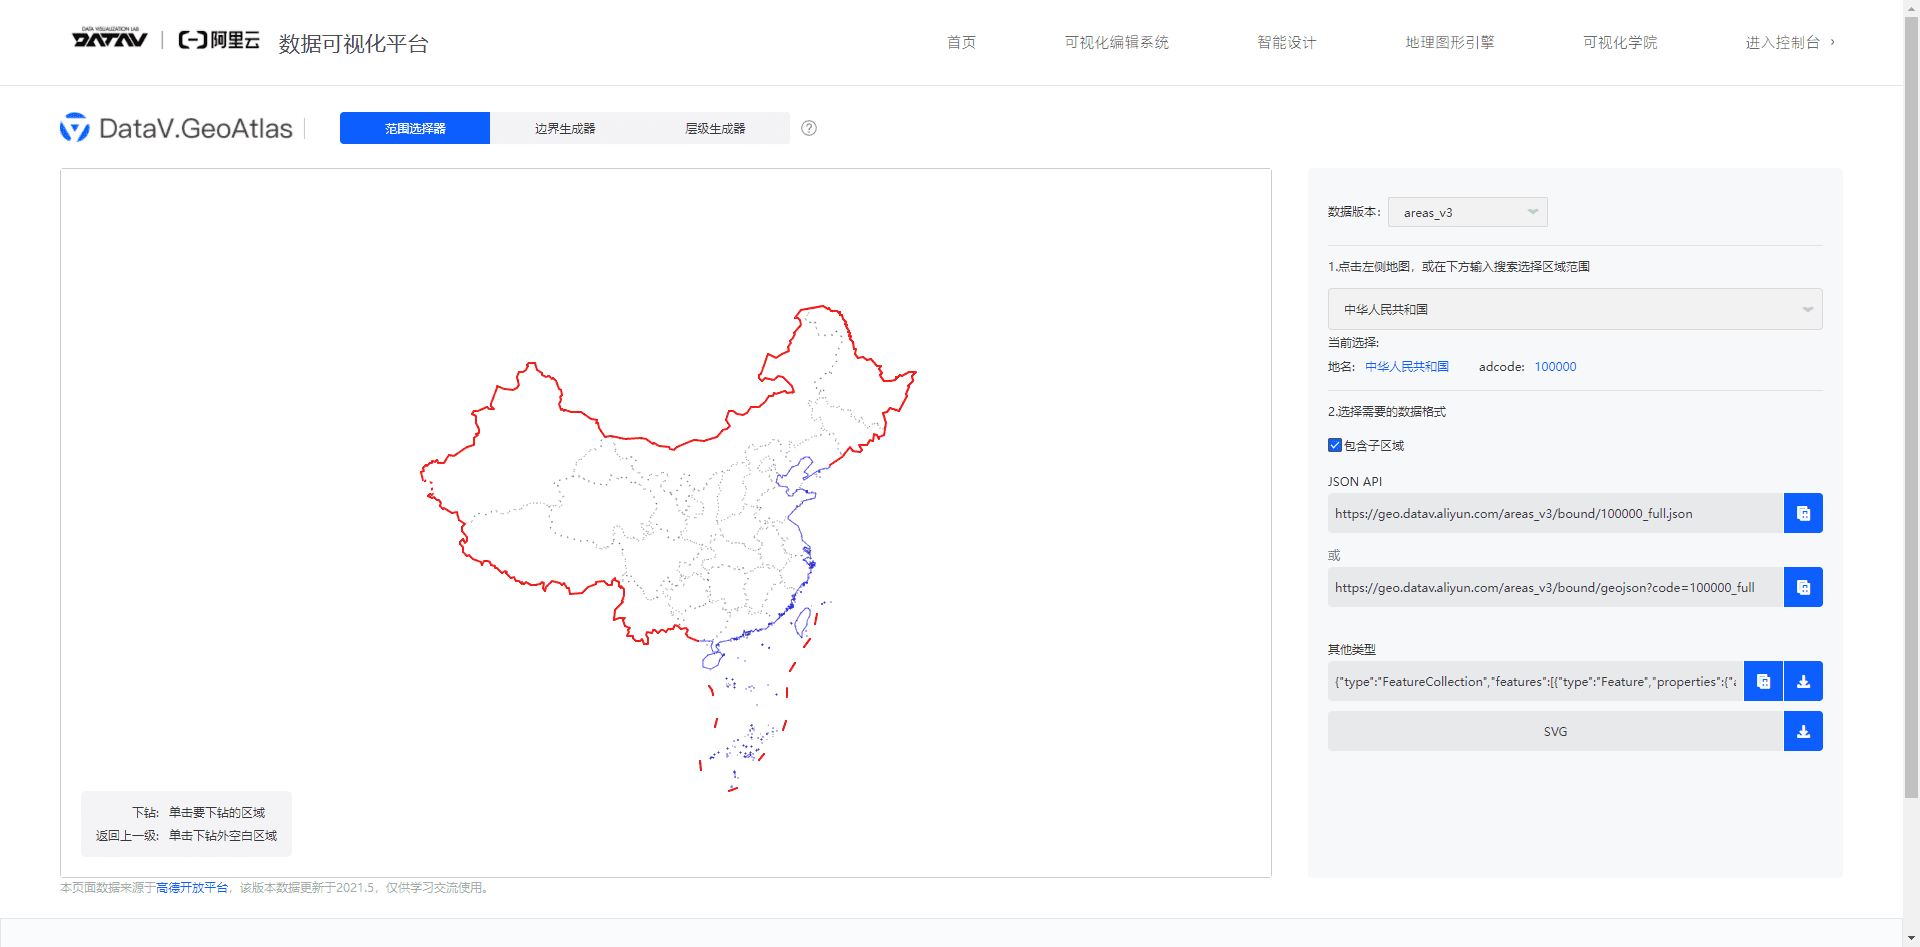 DATA VISUALIZATION LAB
DATAV
阿里云
数据可视化平台
首页
可视化编辑系统
智能设计
地理图形引擎
可视化学院
进入控制台 ›
DataV.GeoAtlas
范围选择器
边界生成器
层级生成器
?
数据版本:
areas_v3
1.点击左侧地图，或在下方输入搜索选择区域范围
中华人民共和国
当前选择:
地名: 中华人民共和国 adcode: 100000
2.选择需要的数据格式
包含子区域
JSON API
https://geo.datav.aliyun.com/areas_v3/bound/100000_full.json
或
https://geo.datav.aliyun.com/areas_v3/bound/geojson?code=100000_full
其他类型
{"type":"FeatureCollection","features":[{"type":"Feature","properties":{"a
SVG
下钻: 单击要下钻的区域
返回上一级: 单击下钻外空白区域
本页面数据来源于高德开放平台，该版本数据更新于2021.5，仅供学习交流使用。